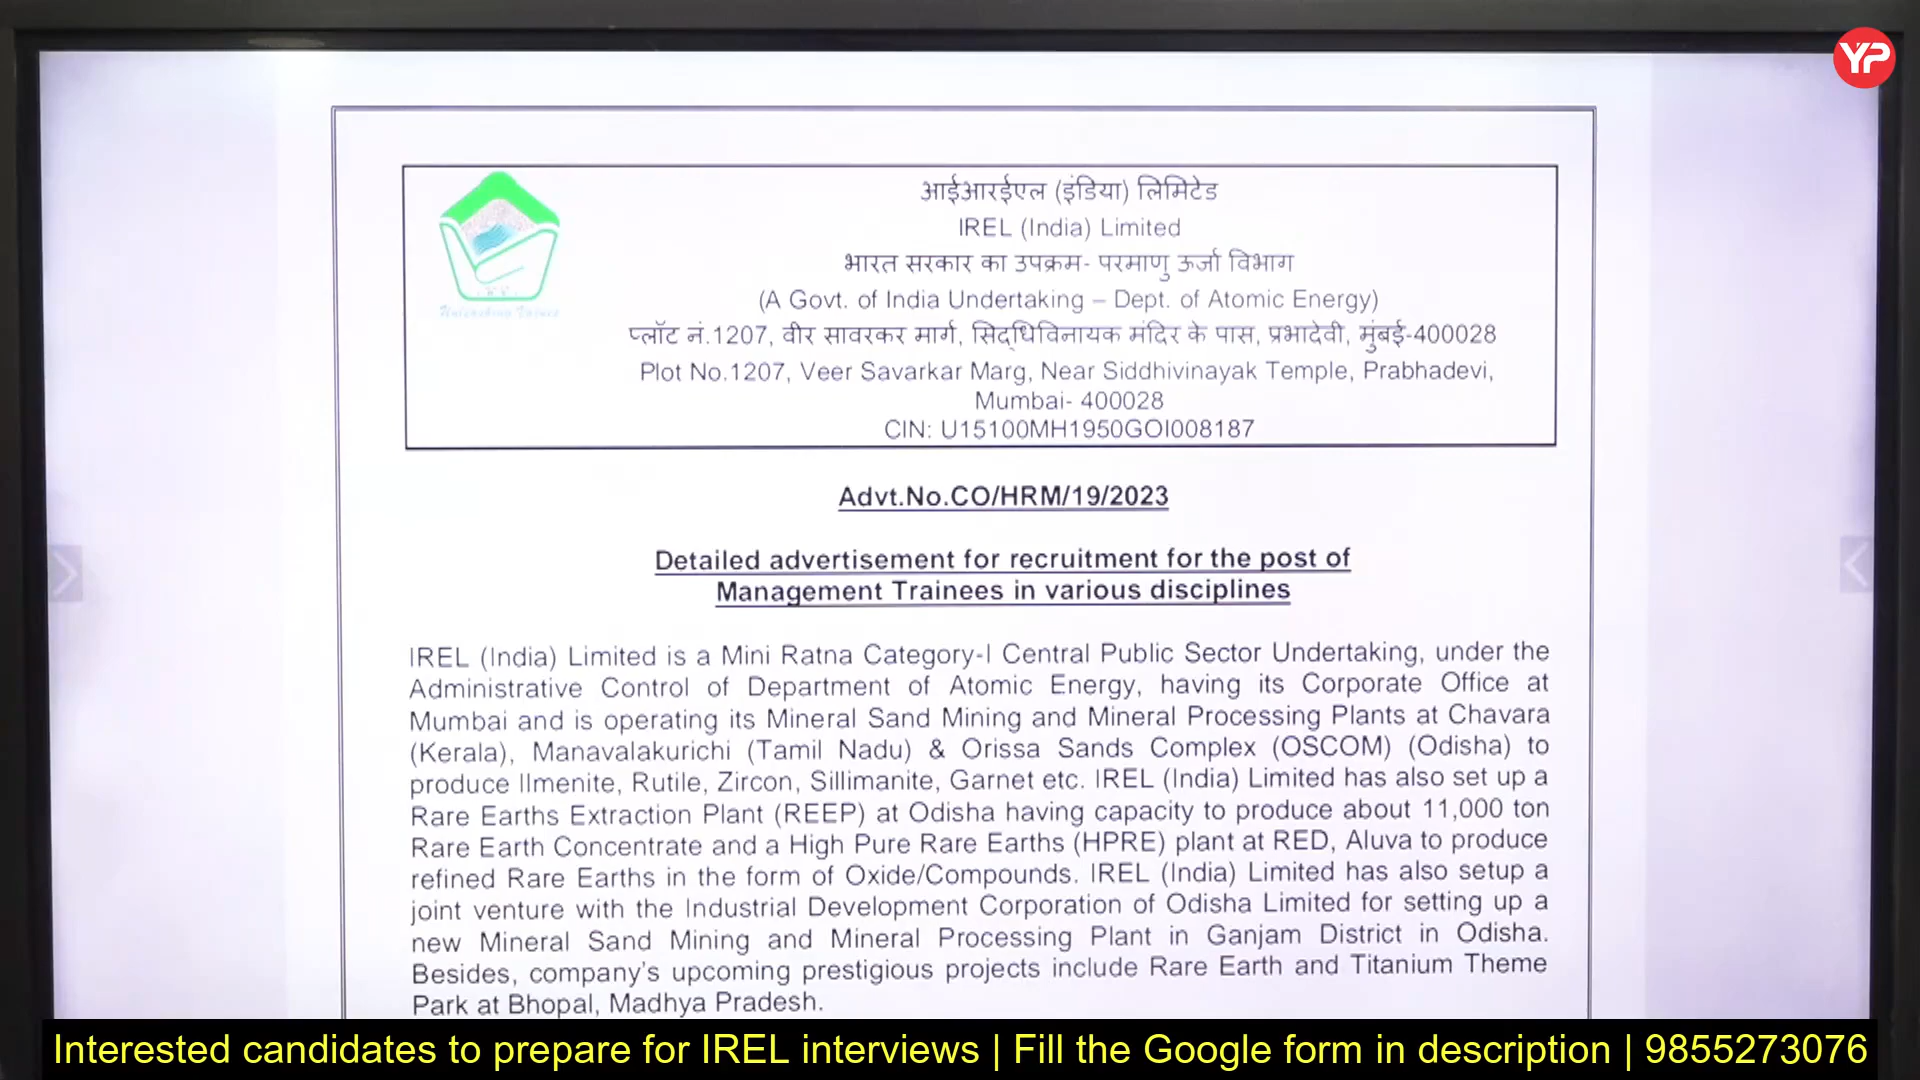 YP
आईआरईएल (इंडिया) लिमिटेड
IREL (India) Limited
भारत सरकार का उपक्रम- परमाणु ऊर्जा विभाग
(A Govt. of India Undertaking – Dept. of Atomic Energy)
प्लॉट नं.1207, वीर सावरकर मार्ग, सिद्धिविनायक मंदिर के पास, प्रभादेवी, मुंबई-400028
Plot No.1207, Veer Savarkar Marg, Near Siddhivinayak Temple, Prabhadevi,
Mumbai- 400028
CIN: U15100MH1950GOI008187
Advt.No.CO/HRM/19/2023
Detailed advertisement for recruitment for the post of
Management Trainees in various disciplines
IREL (India) Limited is a Mini Ratna Category-I Central Public Sector Undertaking, under the
Administrative Control of Department of Atomic Energy, having its Corporate Office at
Mumbai and is operating its Mineral Sand Mining and Mineral Processing Plants at Chavara
(Kerala), Manavalakurichi (Tamil Nadu) & Orissa Sands Complex (OSCOM) (Odisha) to
produce Ilmenite, Rutile, Zircon, Sillimanite, Garnet etc. IREL (India) Limited has also set up a
Rare Earths Extraction Plant (REEP) at Odisha having capacity to produce about 11,000 ton
Rare Earth Concentrate and a High Pure Rare Earths (HPRE) plant at RED, Aluva to produce
refined Rare Earths in the form of Oxide/Compounds. IREL (India) Limited has also setup a
joint venture with the Industrial Development Corporation of Odisha Limited for setting up a
new Mineral Sand Mining and Mineral Processing Plant in Ganjam District in Odisha.
Besides, company's upcoming prestigious projects include Rare Earth and Titanium Theme
Park at Bhopal, Madhya Pradesh.
Interested candidates to prepare for IREL interviews | Fill the Google form in description | 9855273076